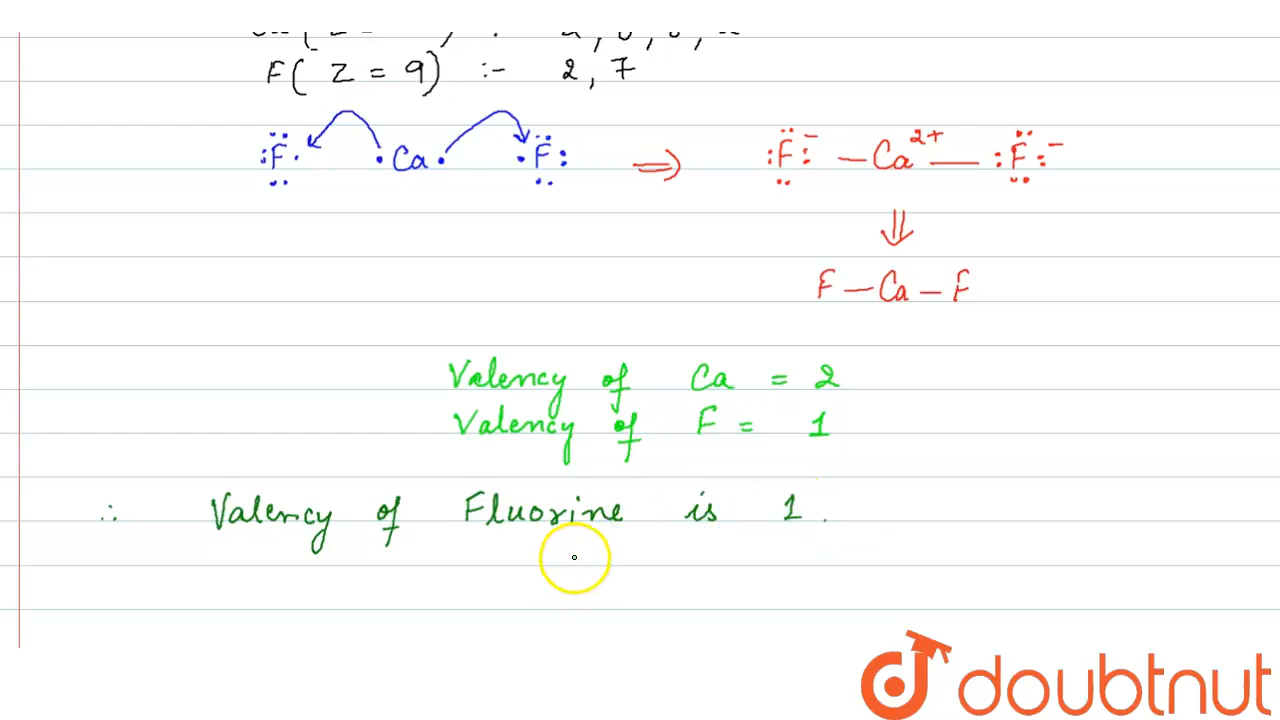 F( Z = 9) :- 2, 7
:F· ·Ca· ·F: ⇒ :F:⁻ — Ca²⁺ — :F:⁻
⇓
F — Ca — F
Valency of Ca = 2
Valency of F = 1
∴ Valency of Fluorine is 1 .
doubtnut